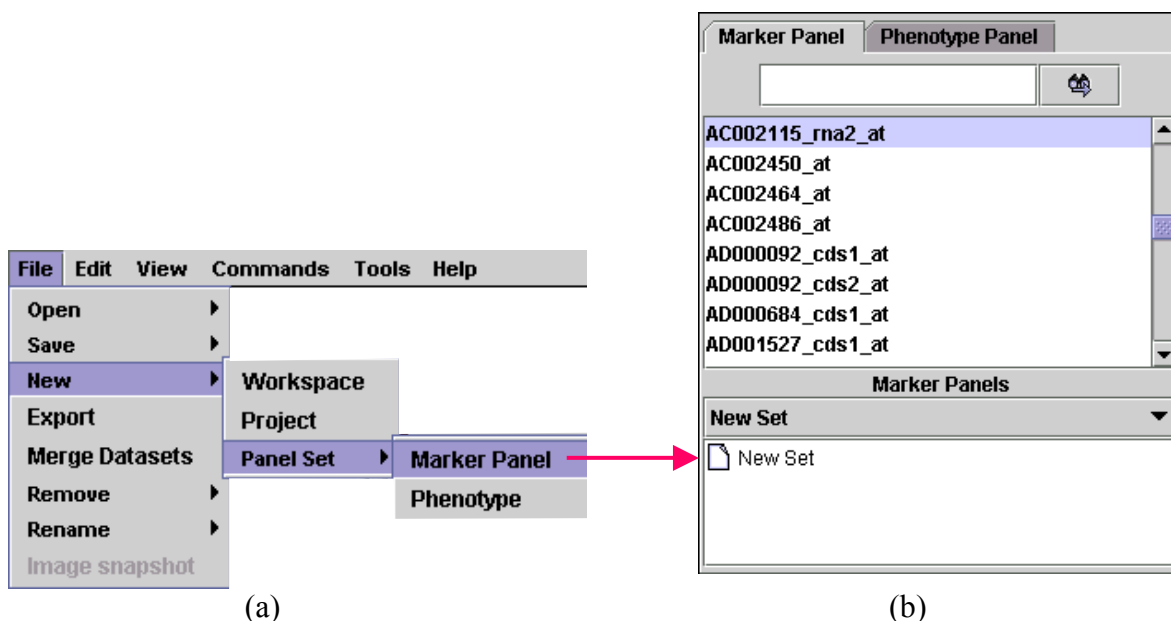 File Edit View Commands Tools Help
Open
Save
New
Export
Merge Datasets
Remove
Rename
Image snapshot
Workspace
Project
Panel Set
Marker Panel
Phenotype
(a)
Marker Panel Phenotype Panel
AC002115_rna2_at
AC002450_at
AC002464_at
AC002486_at
AD000092_cds1_at
AD000092_cds2_at
AD000684_cds1_at
AD001527_cds1_at
Marker Panels
New Set
New Set
(b)